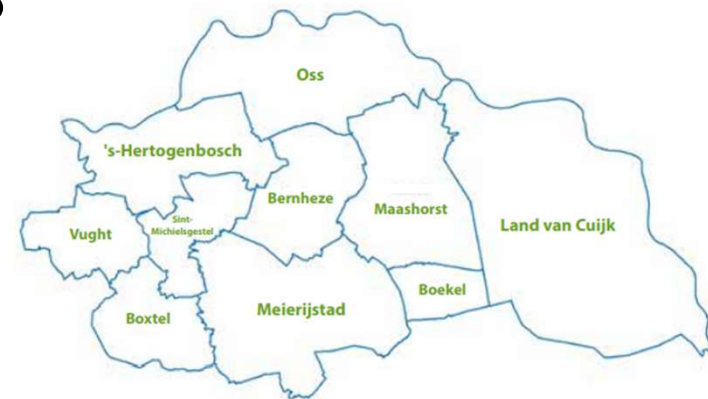 Oss
's-Hertogenbosch
Bernheze
Maashorst
Sint-
Michielsgestel
Vught
Land van Cuijk
Boekel
Meierijstad
Boxtel